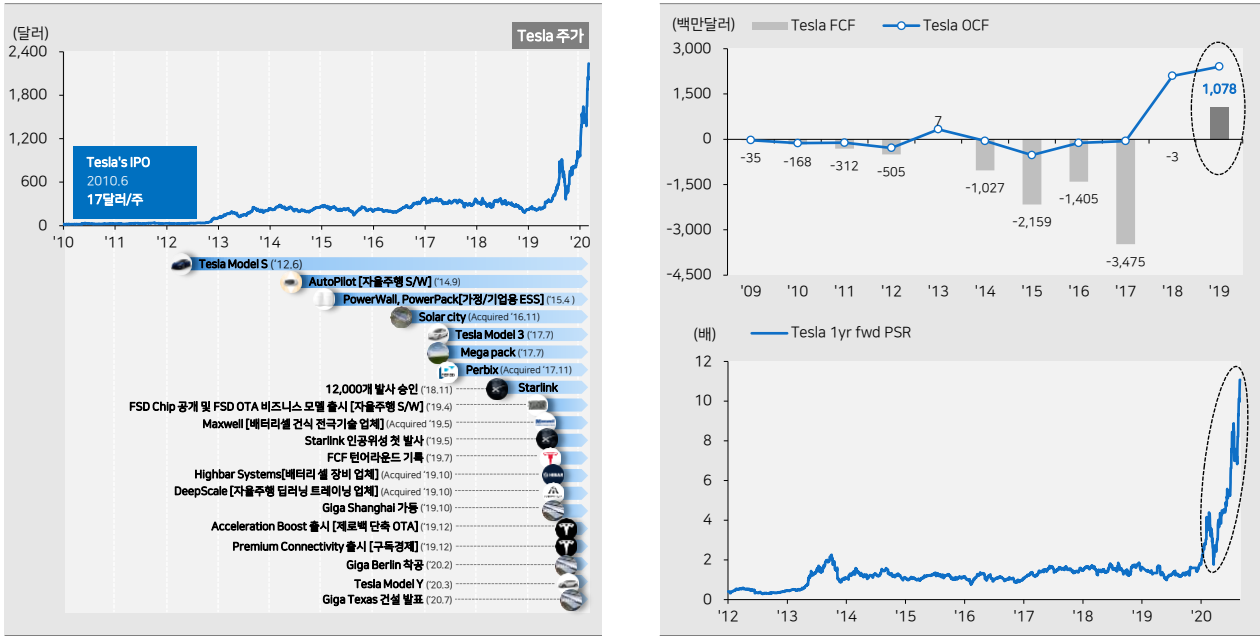 (달러)
Tesla 주가
2,400
1,800
1,200
600
0
Tesla's IPO
2010.6
17달러/주
'10 '11 '12 '13 '14 '15 '16 '17 '18 '19 '20
Tesla Model S ('12.6)
AutoPilot [자율주행 S/W] ('14.9)
PowerWall, PowerPack[가정/기업용 ESS] ('15.4)
Solar city (Acquired '16.11)
Tesla Model 3 ('17.7)
Mega pack ('17.7)
Perbix (Acquired '17.11)
12,000개 발사 승인 ('18.11) Starlink
FSD Chip 공개 및 FSD OTA 비즈니스 모델 출시 [자율주행 S/W] ('19.4)
Maxwell [배터리셀 건식 전극기술 업체] (Acquired '19.5)
Starlink 인공위성 첫 발사 ('19.5)
FCF 턴어라운드 기록 ('19.7)
Highbar Systems[배터리 셀 장비 업체] (Acquired '19.10)
DeepScale [자율주행 딥러닝 트레이닝 업체] (Acquired '19.10)
Giga Shanghai 가동 ('19.10)
Acceleration Boost 출시 [제로백 단축 OTA] ('19.12)
Premium Connectivity 출시 [구독경제] ('19.12)
Giga Berlin 착공 ('20.2)
Tesla Model Y ('20.3)
Giga Texas 건설 발표 ('20.7)
(백만달러) Tesla FCF Tesla OCF
3,000
1,500
0
-1,500
-3,000
-4,500
-35 -168 -312 -505 7 -1,027 -2,159 -1,405 -3,475 -3 1,078
'09 '10 '11 '12 '13 '14 '15 '16 '17 '18 '19
(배) Tesla 1yr fwd PSR
12
10
8
6
4
2
0
'12 '13 '14 '15 '16 '17 '18 '19 '20